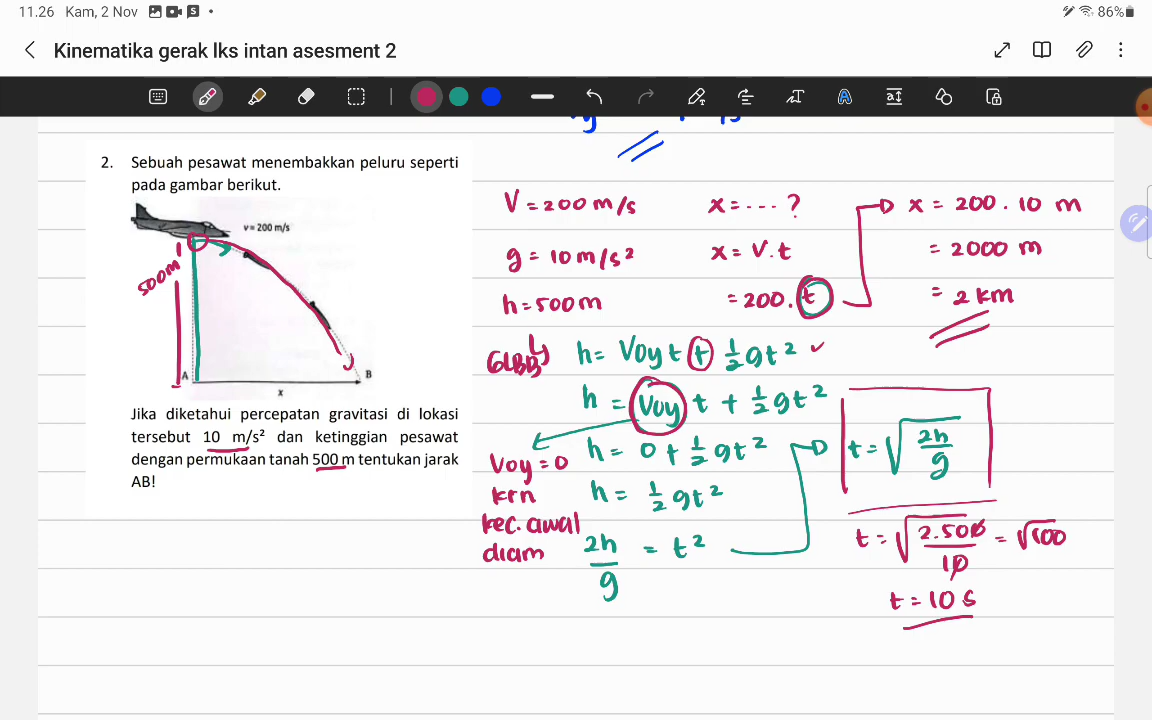 11.26 Kam, 2 Nov
86%
Kinematika gerak lks intan asesment 2
2. Sebuah pesawat menembakkan peluru seperti
pada gambar berikut.
v = 200 m/s
500m
A
B
x
Jika diketahui percepatan gravitasi di lokasi
tersebut 10 m/s² dan ketinggian pesawat
dengan permukaan tanah 500 m tentukan jarak
AB!
V = 200 m/s
g = 10 m/s²
h = 500 m
x = ... ?
x = V.t
= 200. t
x = 200 . 10 m
= 2000 m
= 2 km
GLBB h = Voy t + ½ gt² ✓
h = Voy t + ½ gt²
h = 0 + ½ gt²
h = ½ gt²
2h/g = t²
Voy = 0
krn
kec. awal
diam
t = √2h/g
t = √2.500/10 = √100
t = 10 s